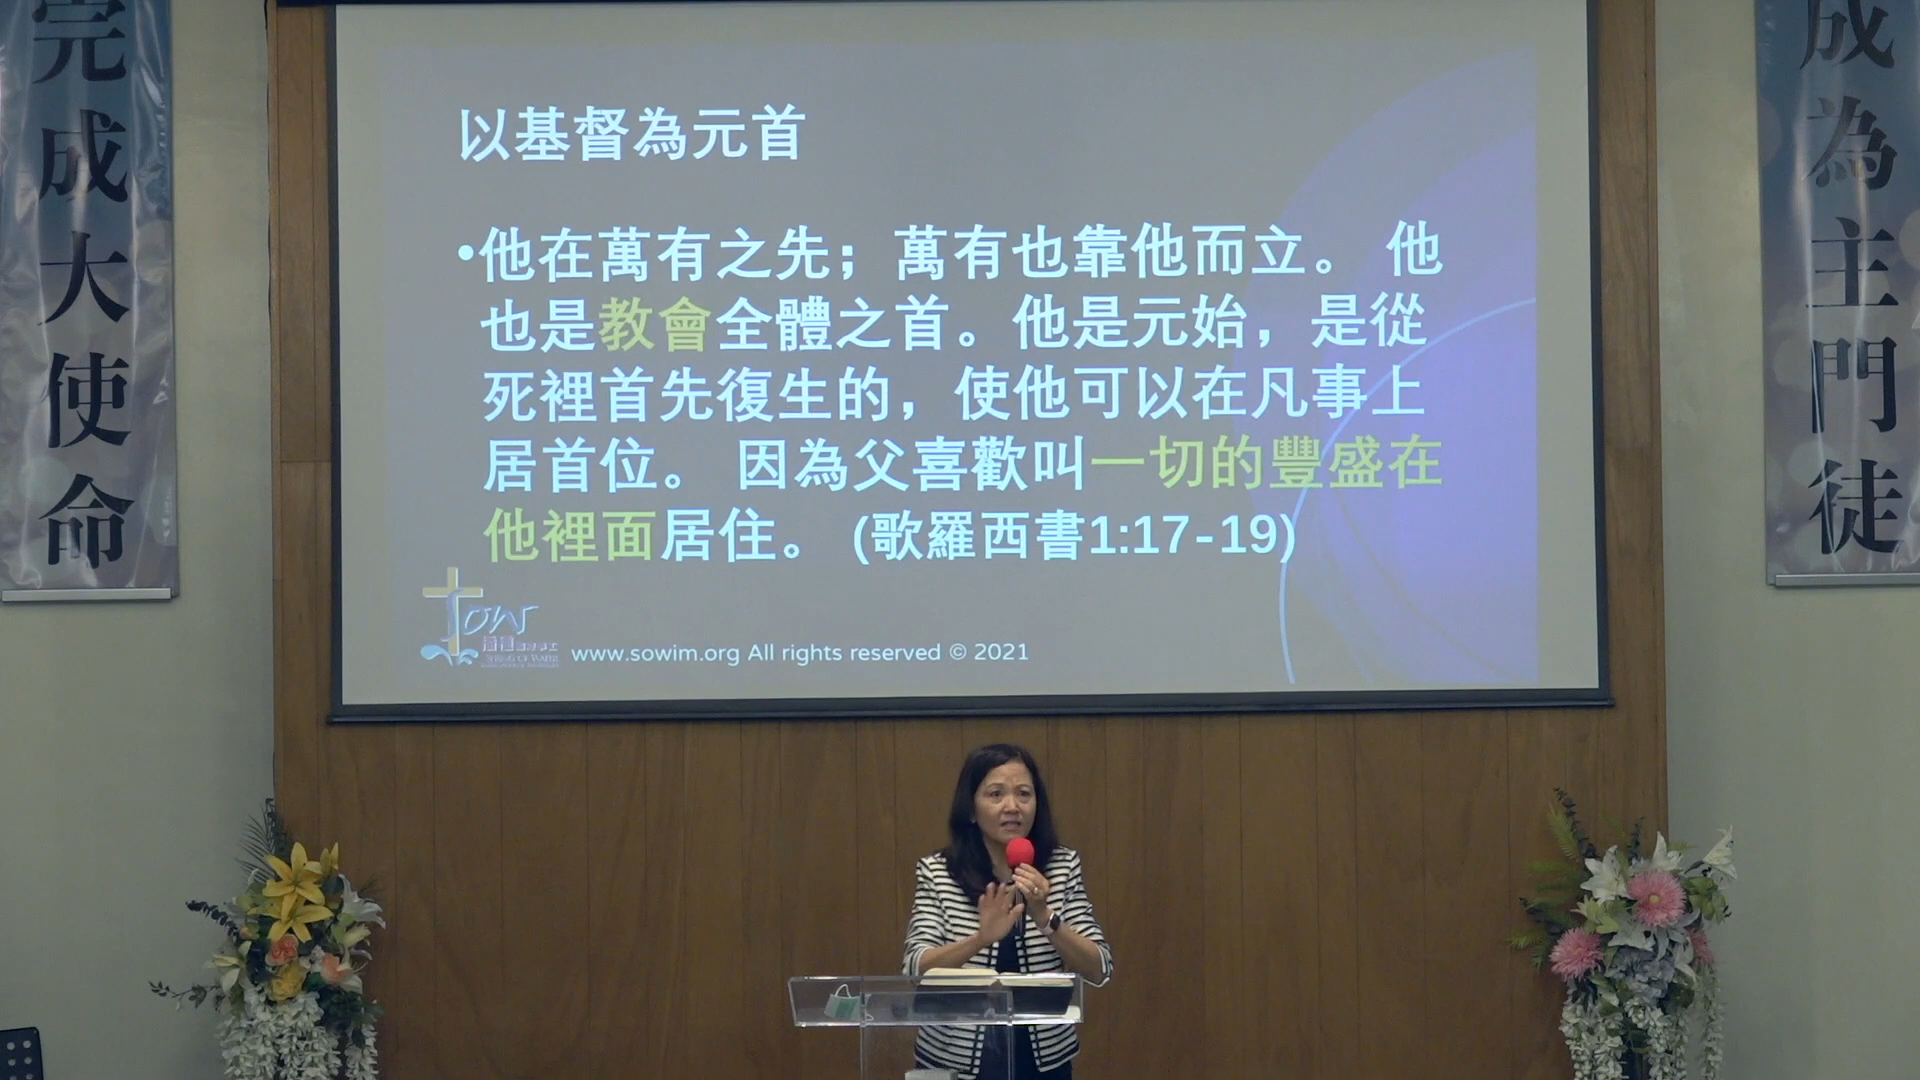 完成大使命
以基督為元首
•他在萬有之先；萬有也靠他而立。 他
也是教會全體之首。他是元始，是從
死裡首先復生的，使他可以在凡事上
居首位。 因為父喜歡叫一切的豐盛在
他裡面居住。 (歌羅西書1:17-19)
Sow
SPRING OF WATER
www.sowim.org All rights reserved © 2021
成為主門徒